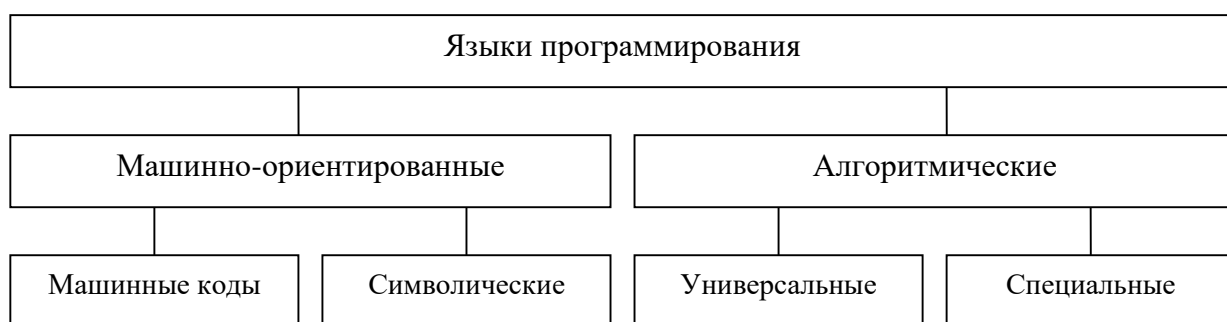 Языки программирования
Машинно-ориентированные
Алгоритмические
Машинные коды
Символические
Универсальные
Специальные